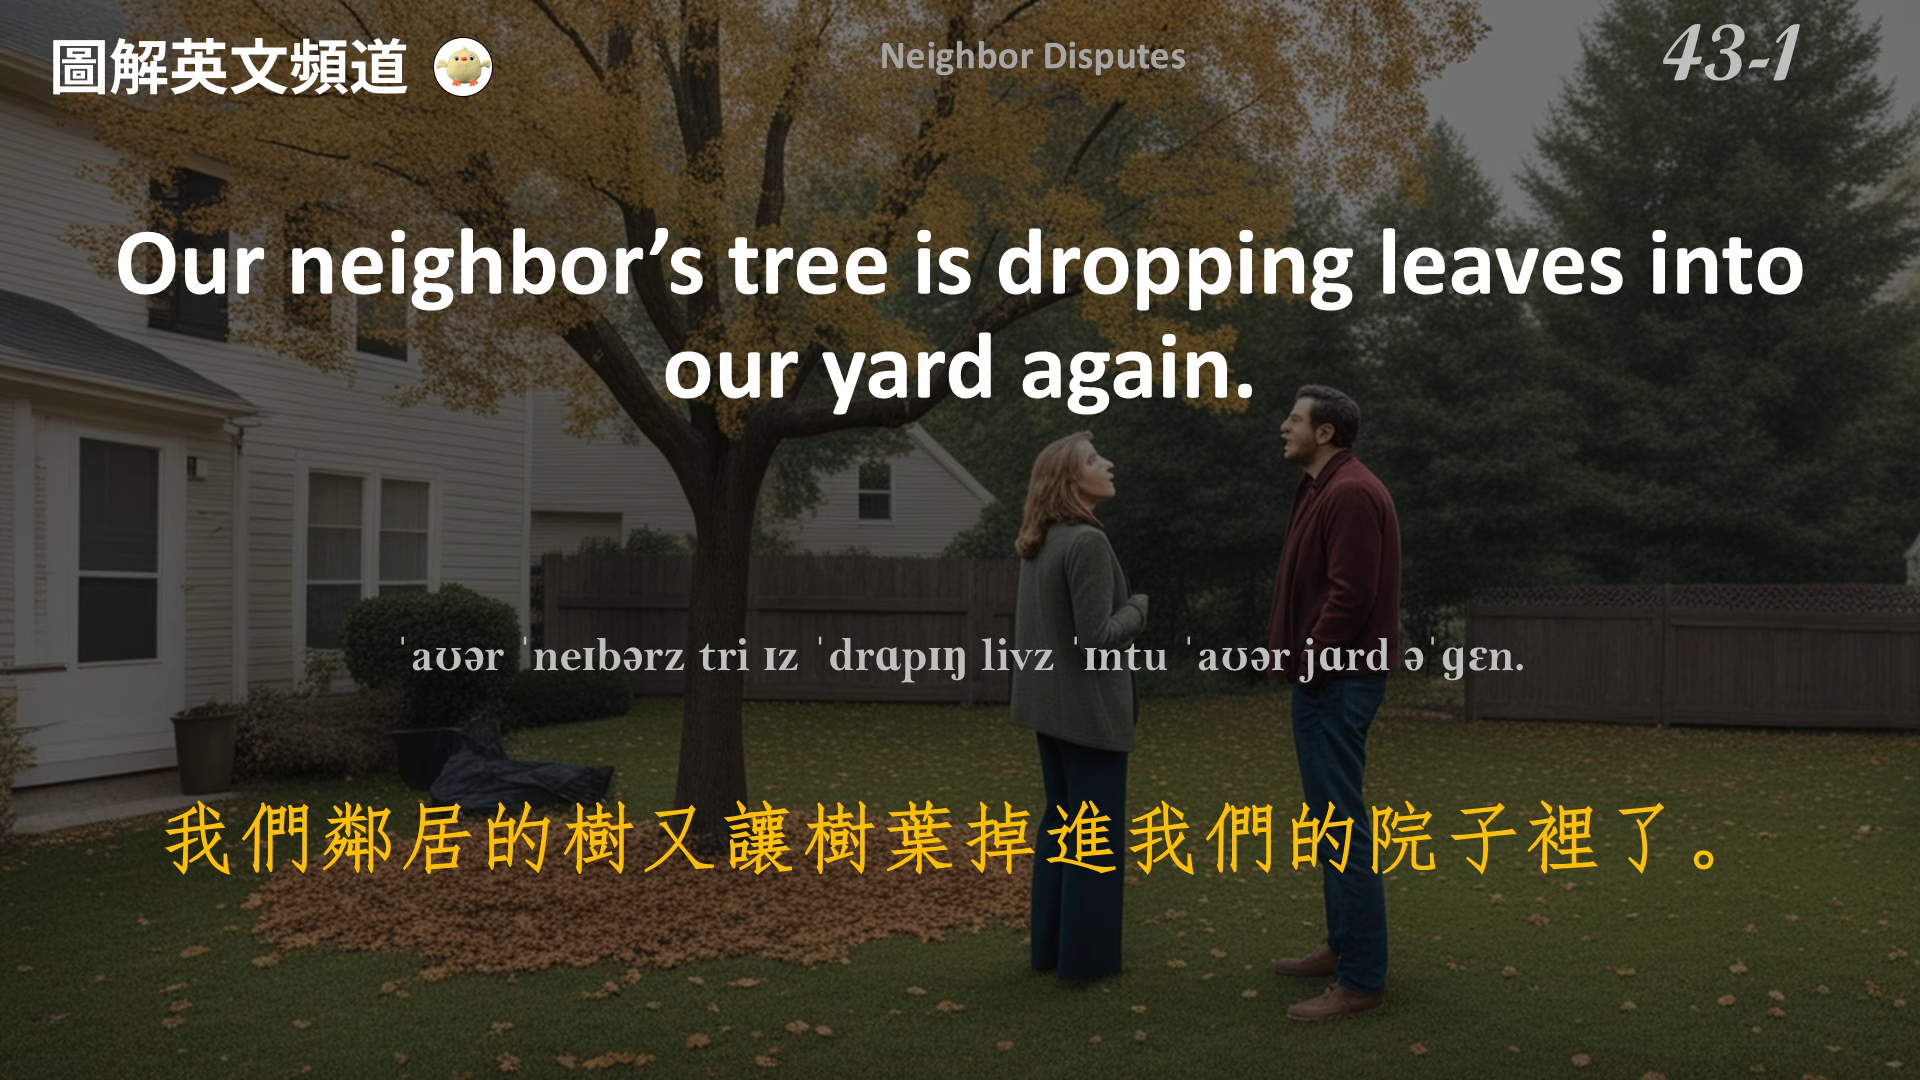 圖解英文頻道
Neighbor Disputes
43-1
Our neighbor’s tree is dropping leaves into
our yard again.
ˈaʊər ˈneɪbərz tri ɪz ˈdrɑpɪŋ livz ˈɪntu ˈaʊər jɑrd əˈɡɛn.
我們鄰居的樹又讓樹葉掉進我們的院子裡了。